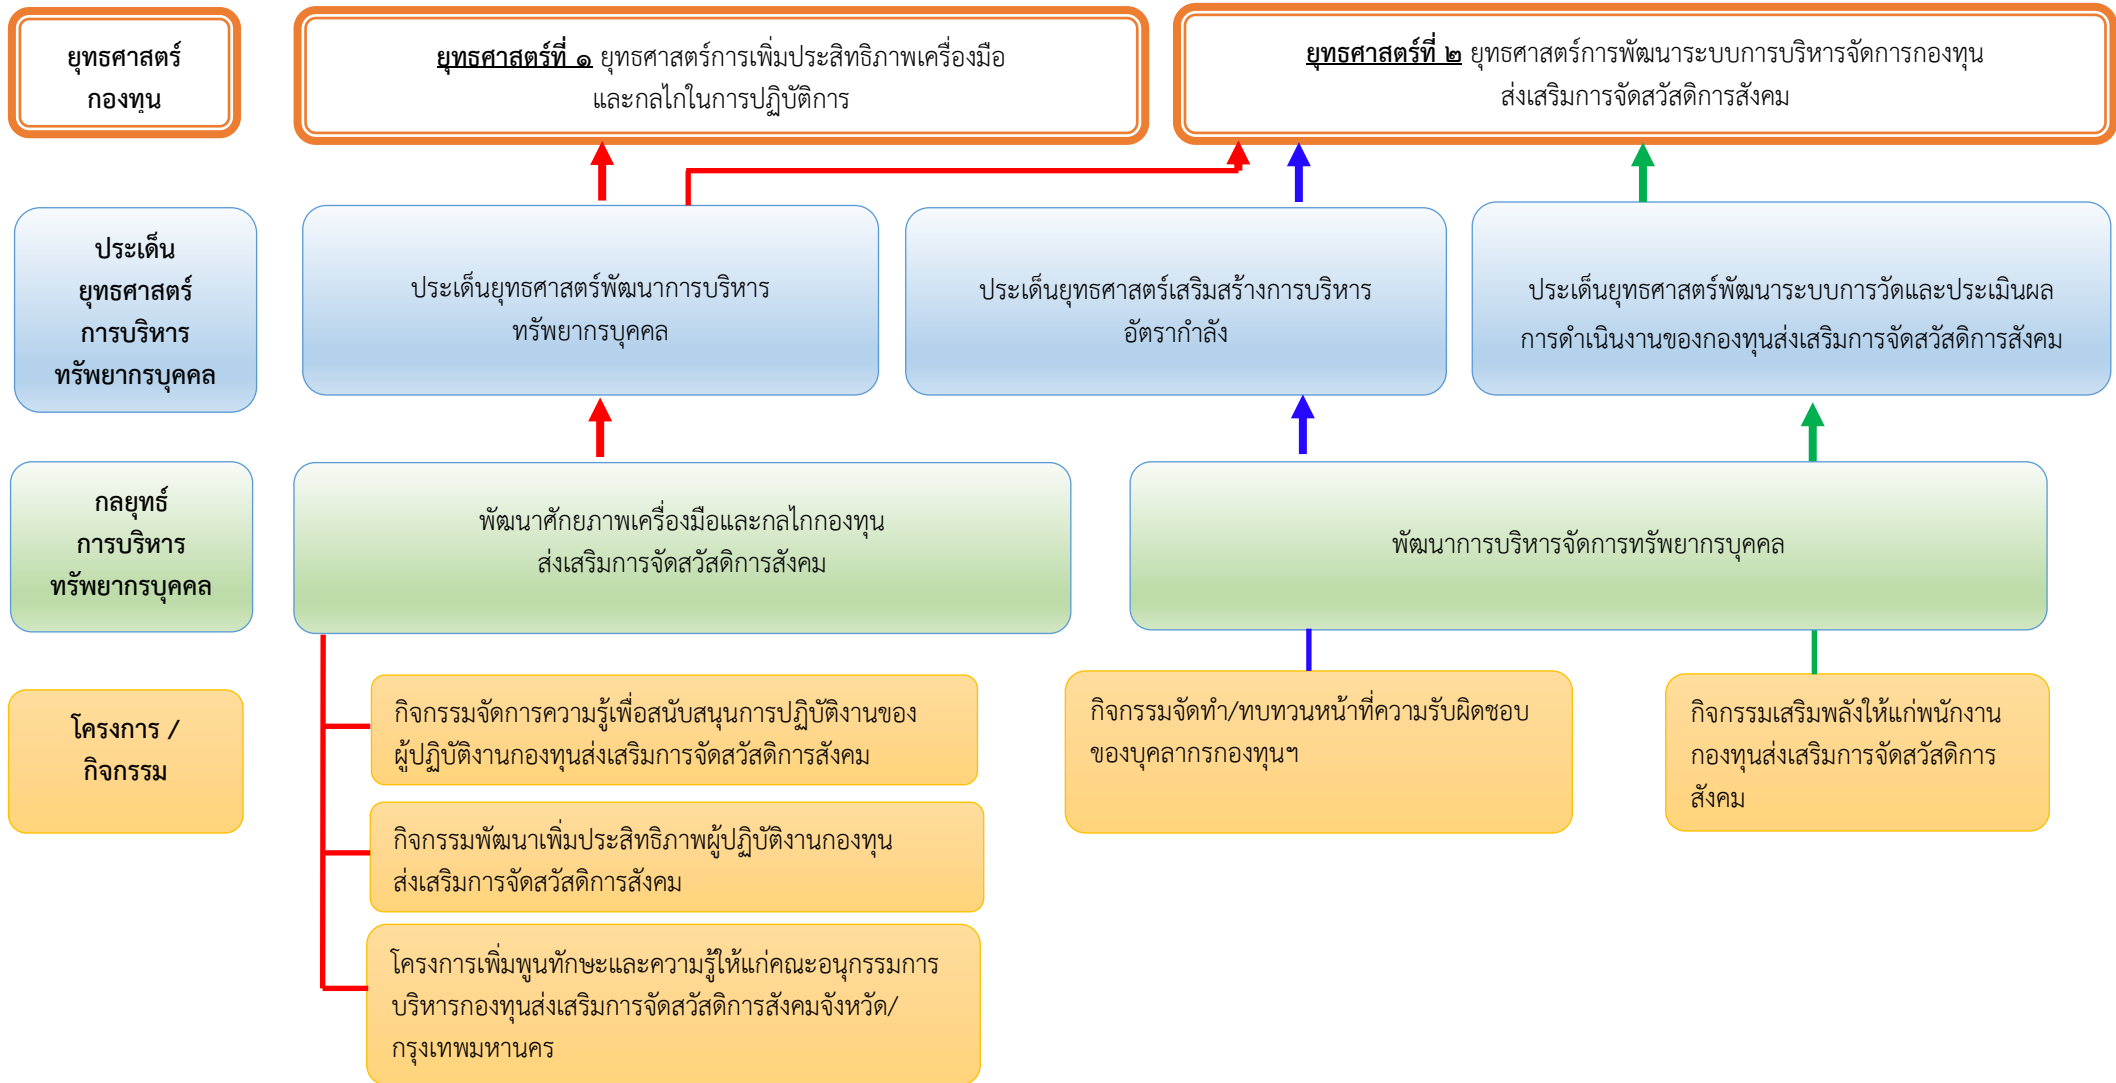 ยุทธศาสตร์
กองทุน
ยุทธศาสตร์ที่ ๑ ยุทธศาสตร์การเพิ่มประสิทธิภาพเครื่องมือ
และกลไกในการปฏิบัติการ
ยุทธศาสตร์ที่ ๒ ยุทธศาสตร์การพัฒนาระบบการบริหารจัดการกองทุน
ส่งเสริมการจัดสวัสดิการสังคม
ประเด็น
ยุทธศาสตร์
การบริหาร
ทรัพยากรบุคคล
ประเด็นยุทธศาสตร์พัฒนาการบริหาร
ทรัพยากรบุคคล
ประเด็นยุทธศาสตร์เสริมสร้างการบริหาร
อัตรากำลัง
ประเด็นยุทธศาสตร์พัฒนาระบบการวัดและประเมินผล
การดำเนินงานของกองทุนส่งเสริมการจัดสวัสดิการสังคม
กลยุทธ์
การบริหาร
ทรัพยากรบุคคล
พัฒนาศักยภาพเครื่องมือและกลไกกองทุน
ส่งเสริมการจัดสวัสดิการสังคม
พัฒนาการบริหารจัดการทรัพยากรบุคคล
โครงการ /
กิจกรรม
กิจกรรมจัดการความรู้เพื่อสนับสนุนการปฏิบัติงานของ
ผู้ปฏิบัติงานกองทุนส่งเสริมการจัดสวัสดิการสังคม
กิจกรรมพัฒนาเพิ่มประสิทธิภาพผู้ปฏิบัติงานกองทุน
ส่งเสริมการจัดสวัสดิการสังคม
โครงการเพิ่มพูนทักษะและความรู้ให้แก่คณะอนุกรรมการ
บริหารกองทุนส่งเสริมการจัดสวัสดิการสังคมจังหวัด/
กรุงเทพมหานคร
กิจกรรมจัดทำ/ทบทวนหน้าที่ความรับผิดชอบ
ของบุคลากรกองทุนฯ
กิจกรรมเสริมพลังให้แก่พนักงาน
กองทุนส่งเสริมการจัดสวัสดิการ
สังคม